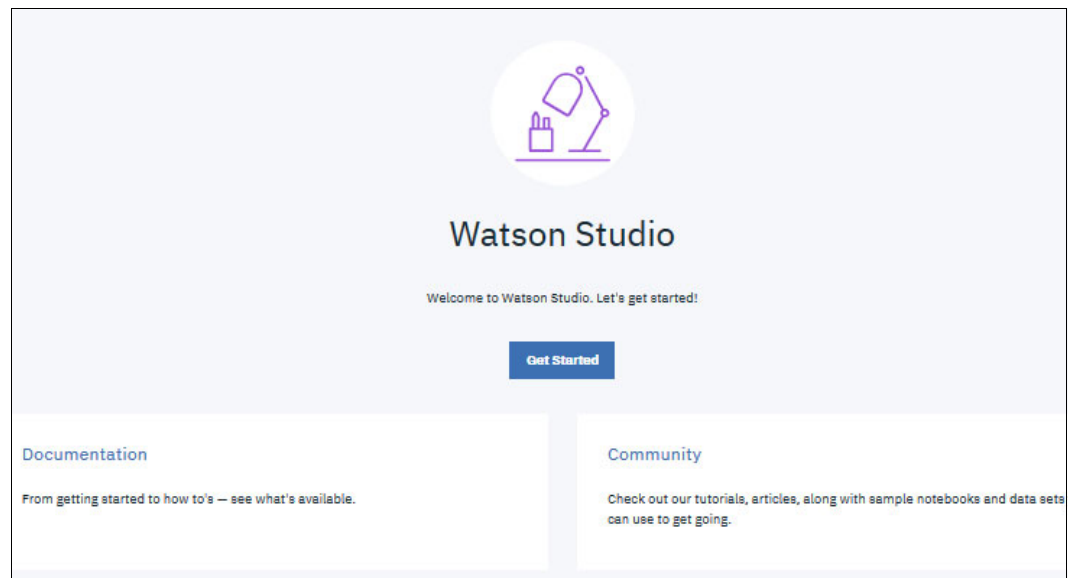 Watson Studio
Welcome to Watson Studio. Let's get started!
Get Started
Documentation
From getting started to how to's — see what's available.
Community
Check out our tutorials, articles, along with sample notebooks and data sets
can use to get going.